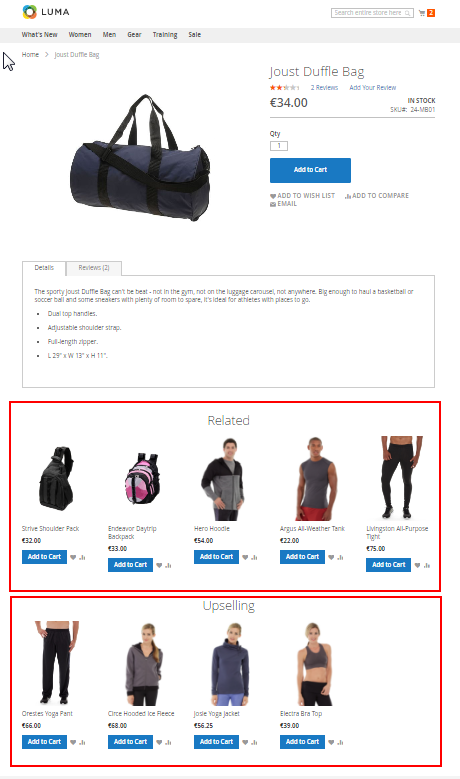 LUMA
Search entire store here
2
What's New Women Men Gear Training Sale
Home > Joust Duffle Bag
Joust Duffle Bag
2 Reviews Add Your Review
€34.00
IN STOCK
SKU#: 24-MB01
Qty
1
Add to Cart
ADD TO WISH LIST ADD TO COMPARE
EMAIL
Details Reviews (2)
The sporty Joust Duffle Bag can't be beat - not in the gym, not on the luggage carousel, not anywhere. Big enough to haul a basketball or
soccer ball and some sneakers with plenty of room to spare, it's ideal for athletes with places to go.
• Dual top handles.
• Adjustable shoulder strap.
• Full-length zipper.
• L 29" x W 13" x H 11".
Related
Strive Shoulder Pack
€32.00
Add to Cart
Endeavor Daytrip
Backpack
€33.00
Add to Cart
Hero Hoodie
€54.00
Add to Cart
Argus All-Weather Tank
€22.00
Add to Cart
Livingston All-Purpose
Tight
€75.00
Add to Cart
Upselling
Orestes Yoga Pant
€66.00
Add to Cart
Circe Hooded Ice Fleece
€68.00
Add to Cart
Josie Yoga Jacket
€56.25
Add to Cart
Electra Bra Top
€39.00
Add to Cart